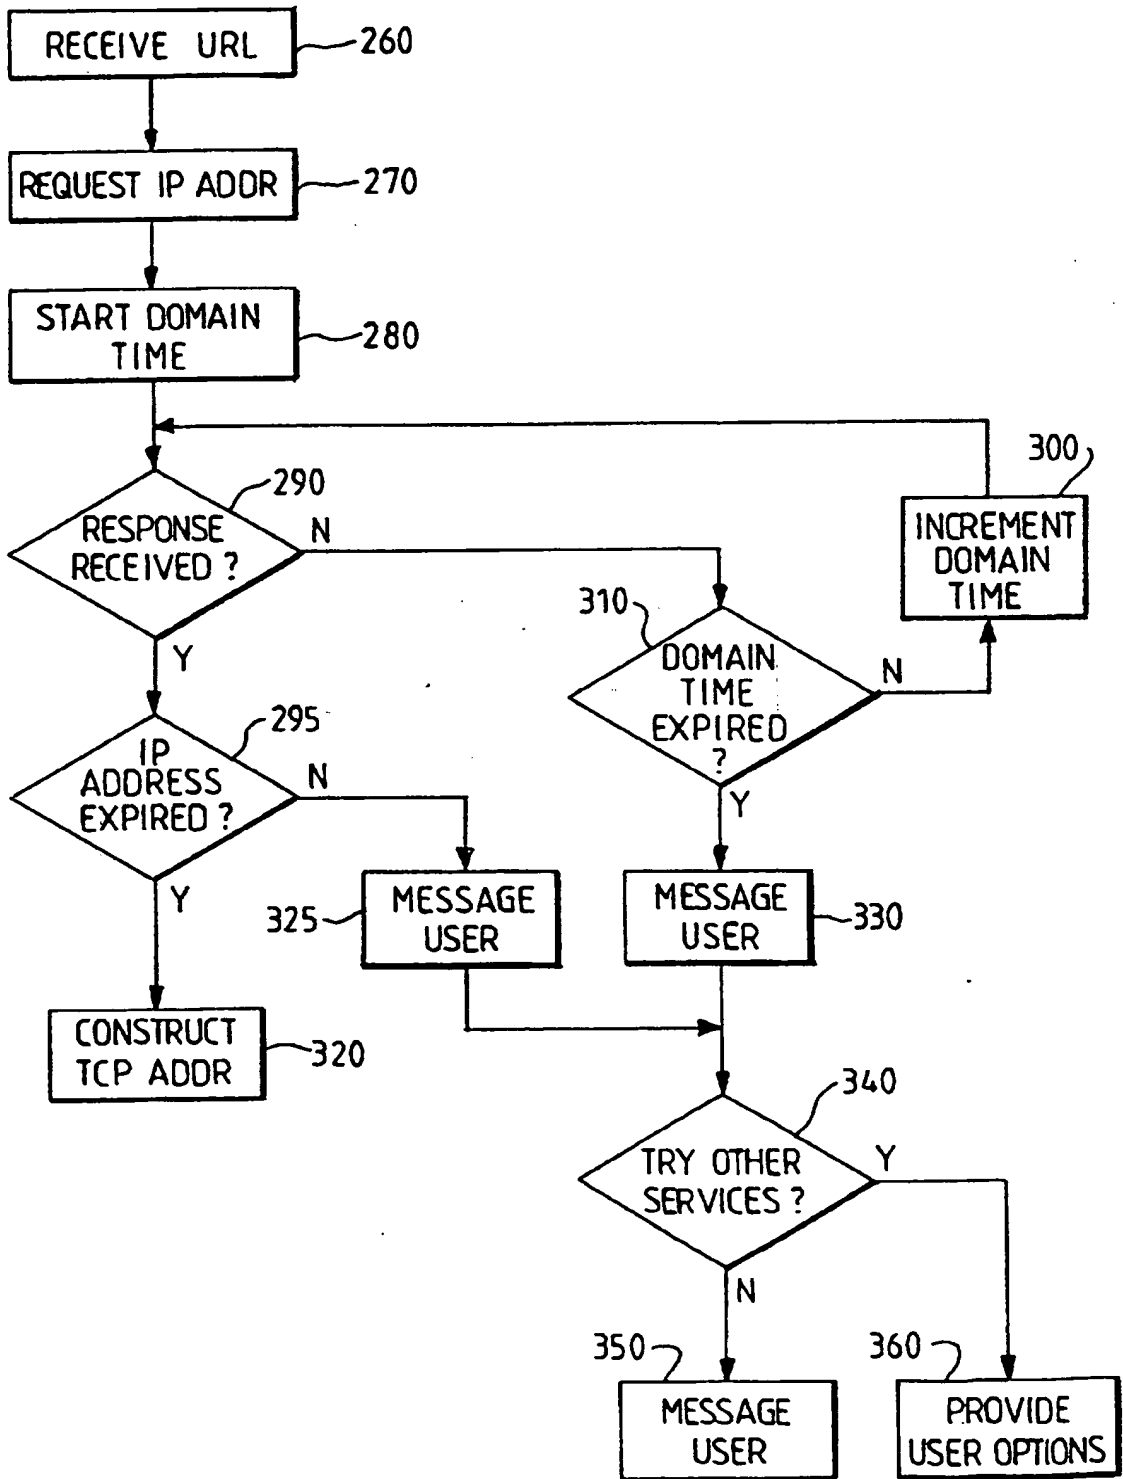 RECEIVE URL
260
REQUEST IP ADDR
270
START DOMAIN
TIME
280
290
RESPONSE
RECEIVED ?
N
Y
300
INCREMENT
DOMAIN
TIME
310
DOMAIN
TIME
EXPIRED
?
N
Y
295
IP
ADDRESS
EXPIRED ?
N
Y
325
MESSAGE
USER
MESSAGE
USER
330
CONSTRUCT
TCP ADDR
320
340
TRY OTHER
SERVICES ?
Y
N
350
MESSAGE
USER
360
PROVIDE
USER OPTIONS